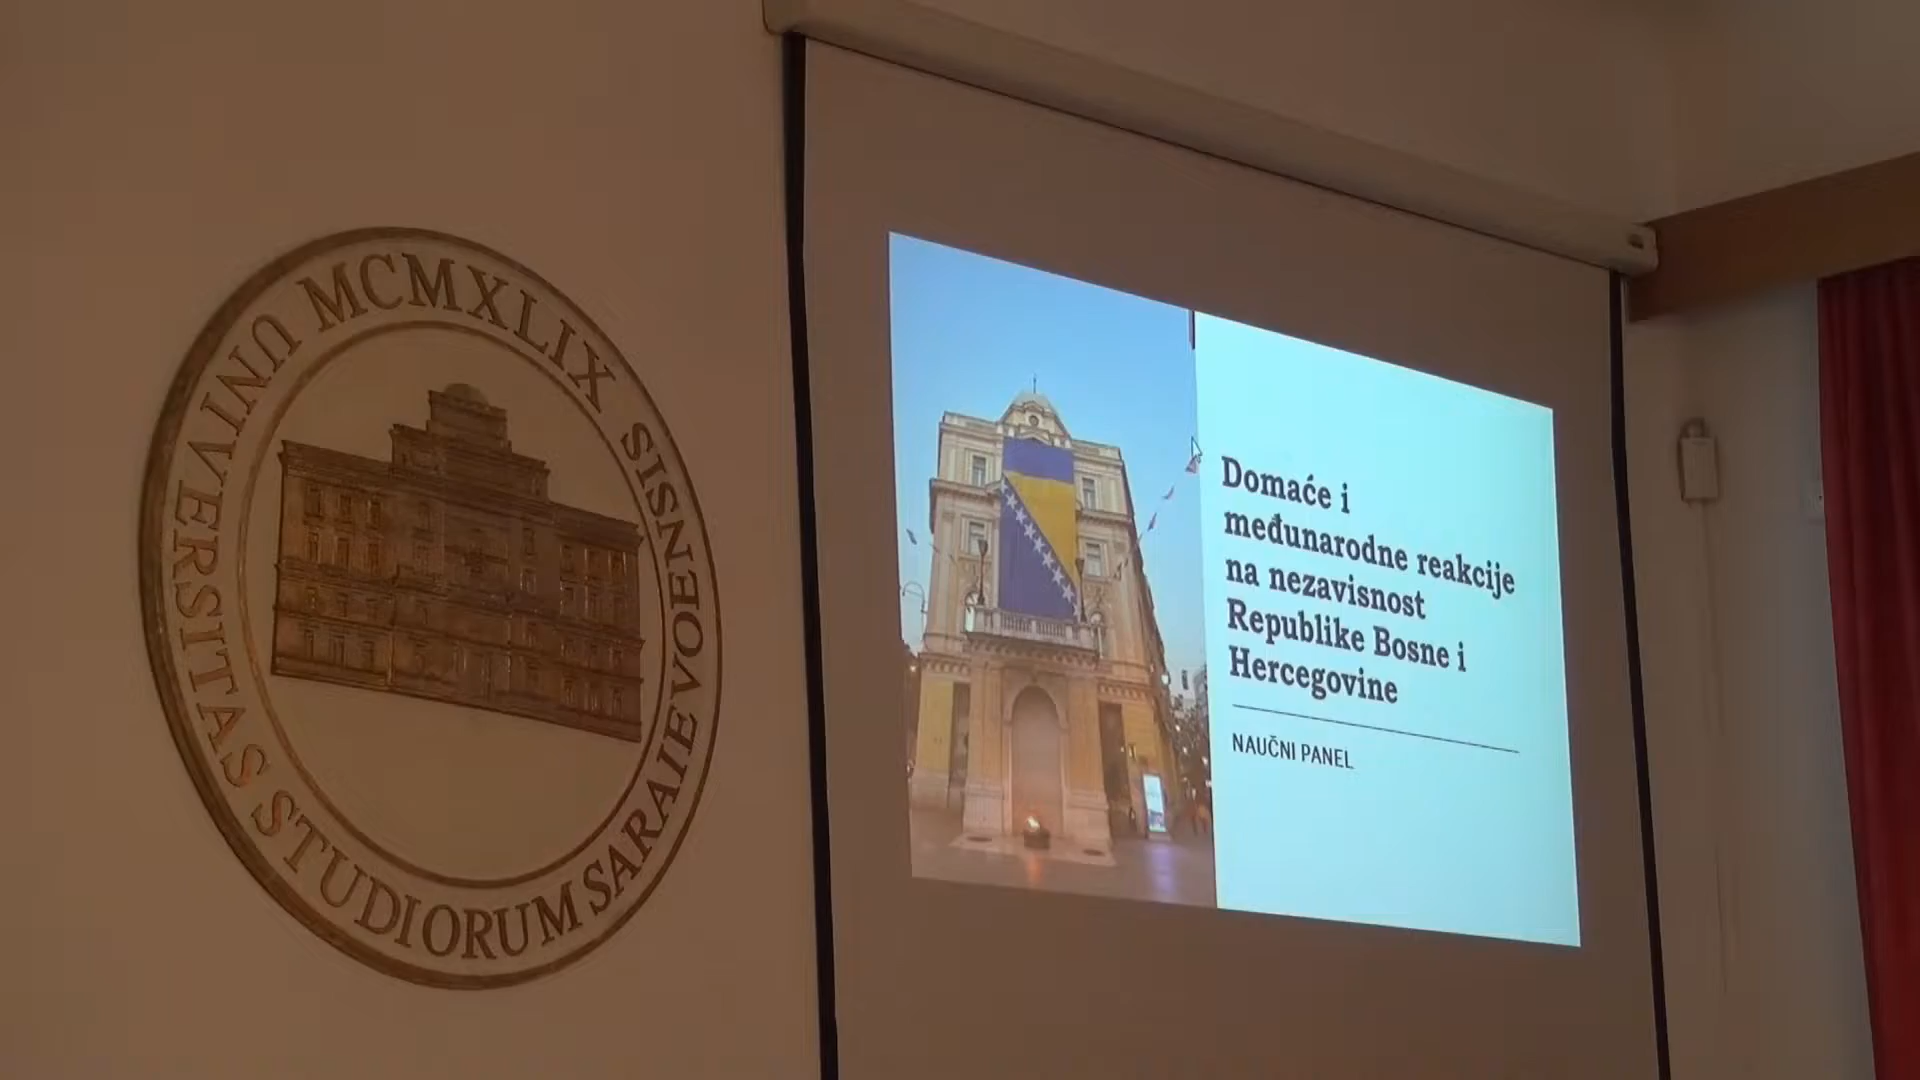 UNIVERSITAS STUDIORUM SARAIEVOENSIS MCMXLIX
Domaće i
međunarodne reakcije
na nezavisnost
Republike Bosne i
Hercegovine
NAUČNI PANEL